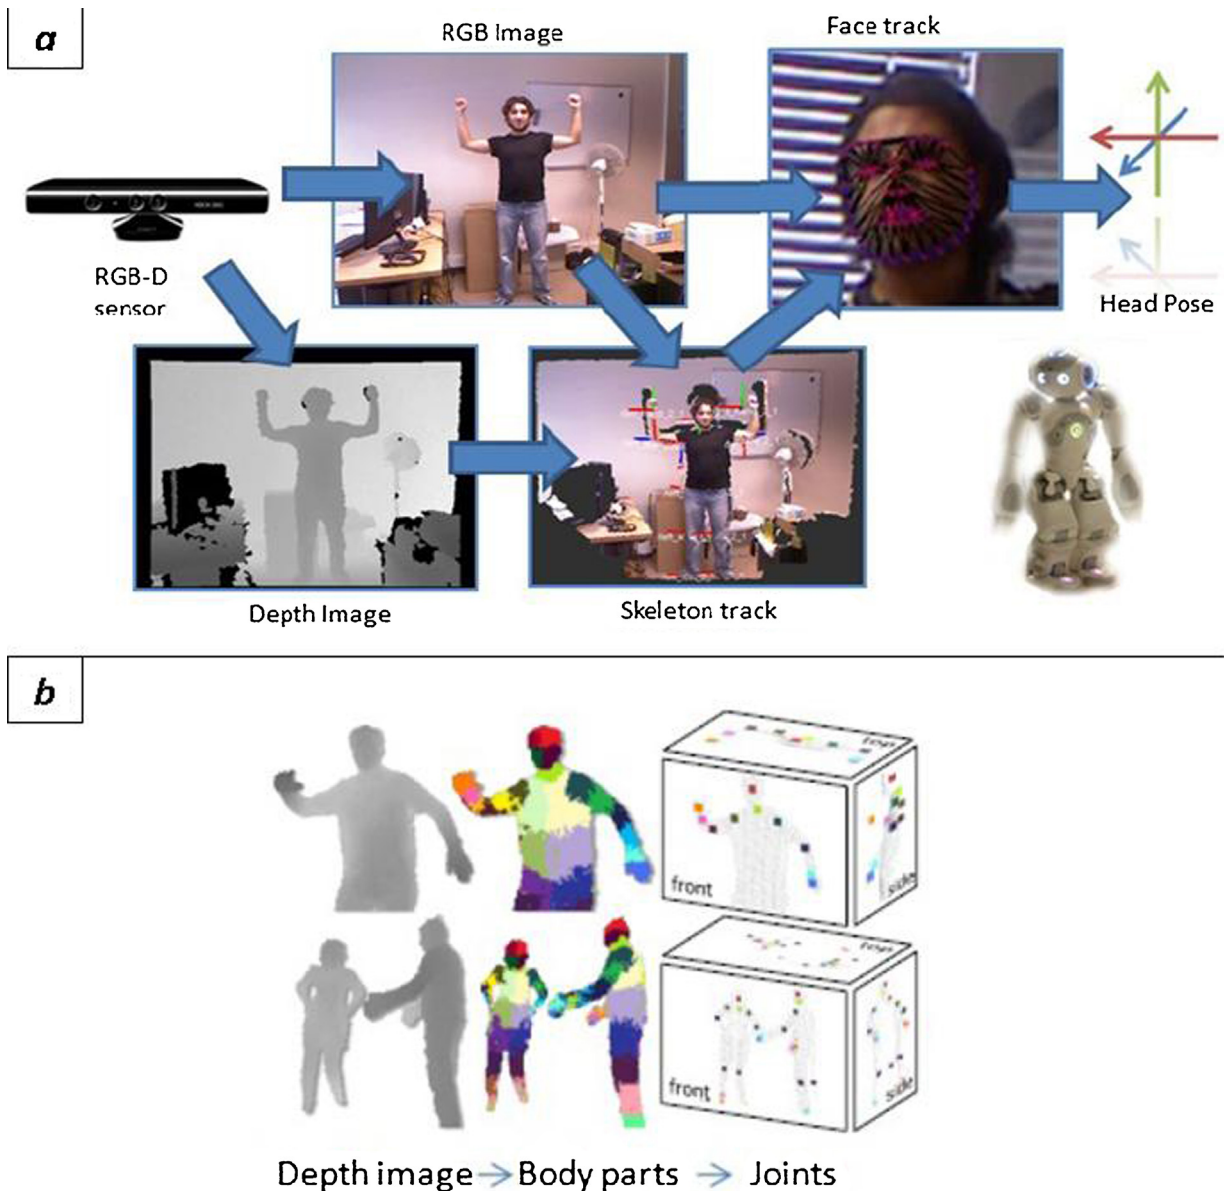 a
RGB Image
Face track
RGB-D
sensor
Head Pose
Depth Image
Skeleton track
b
top
front
side
top
front
side
Depth image → Body parts → Joints